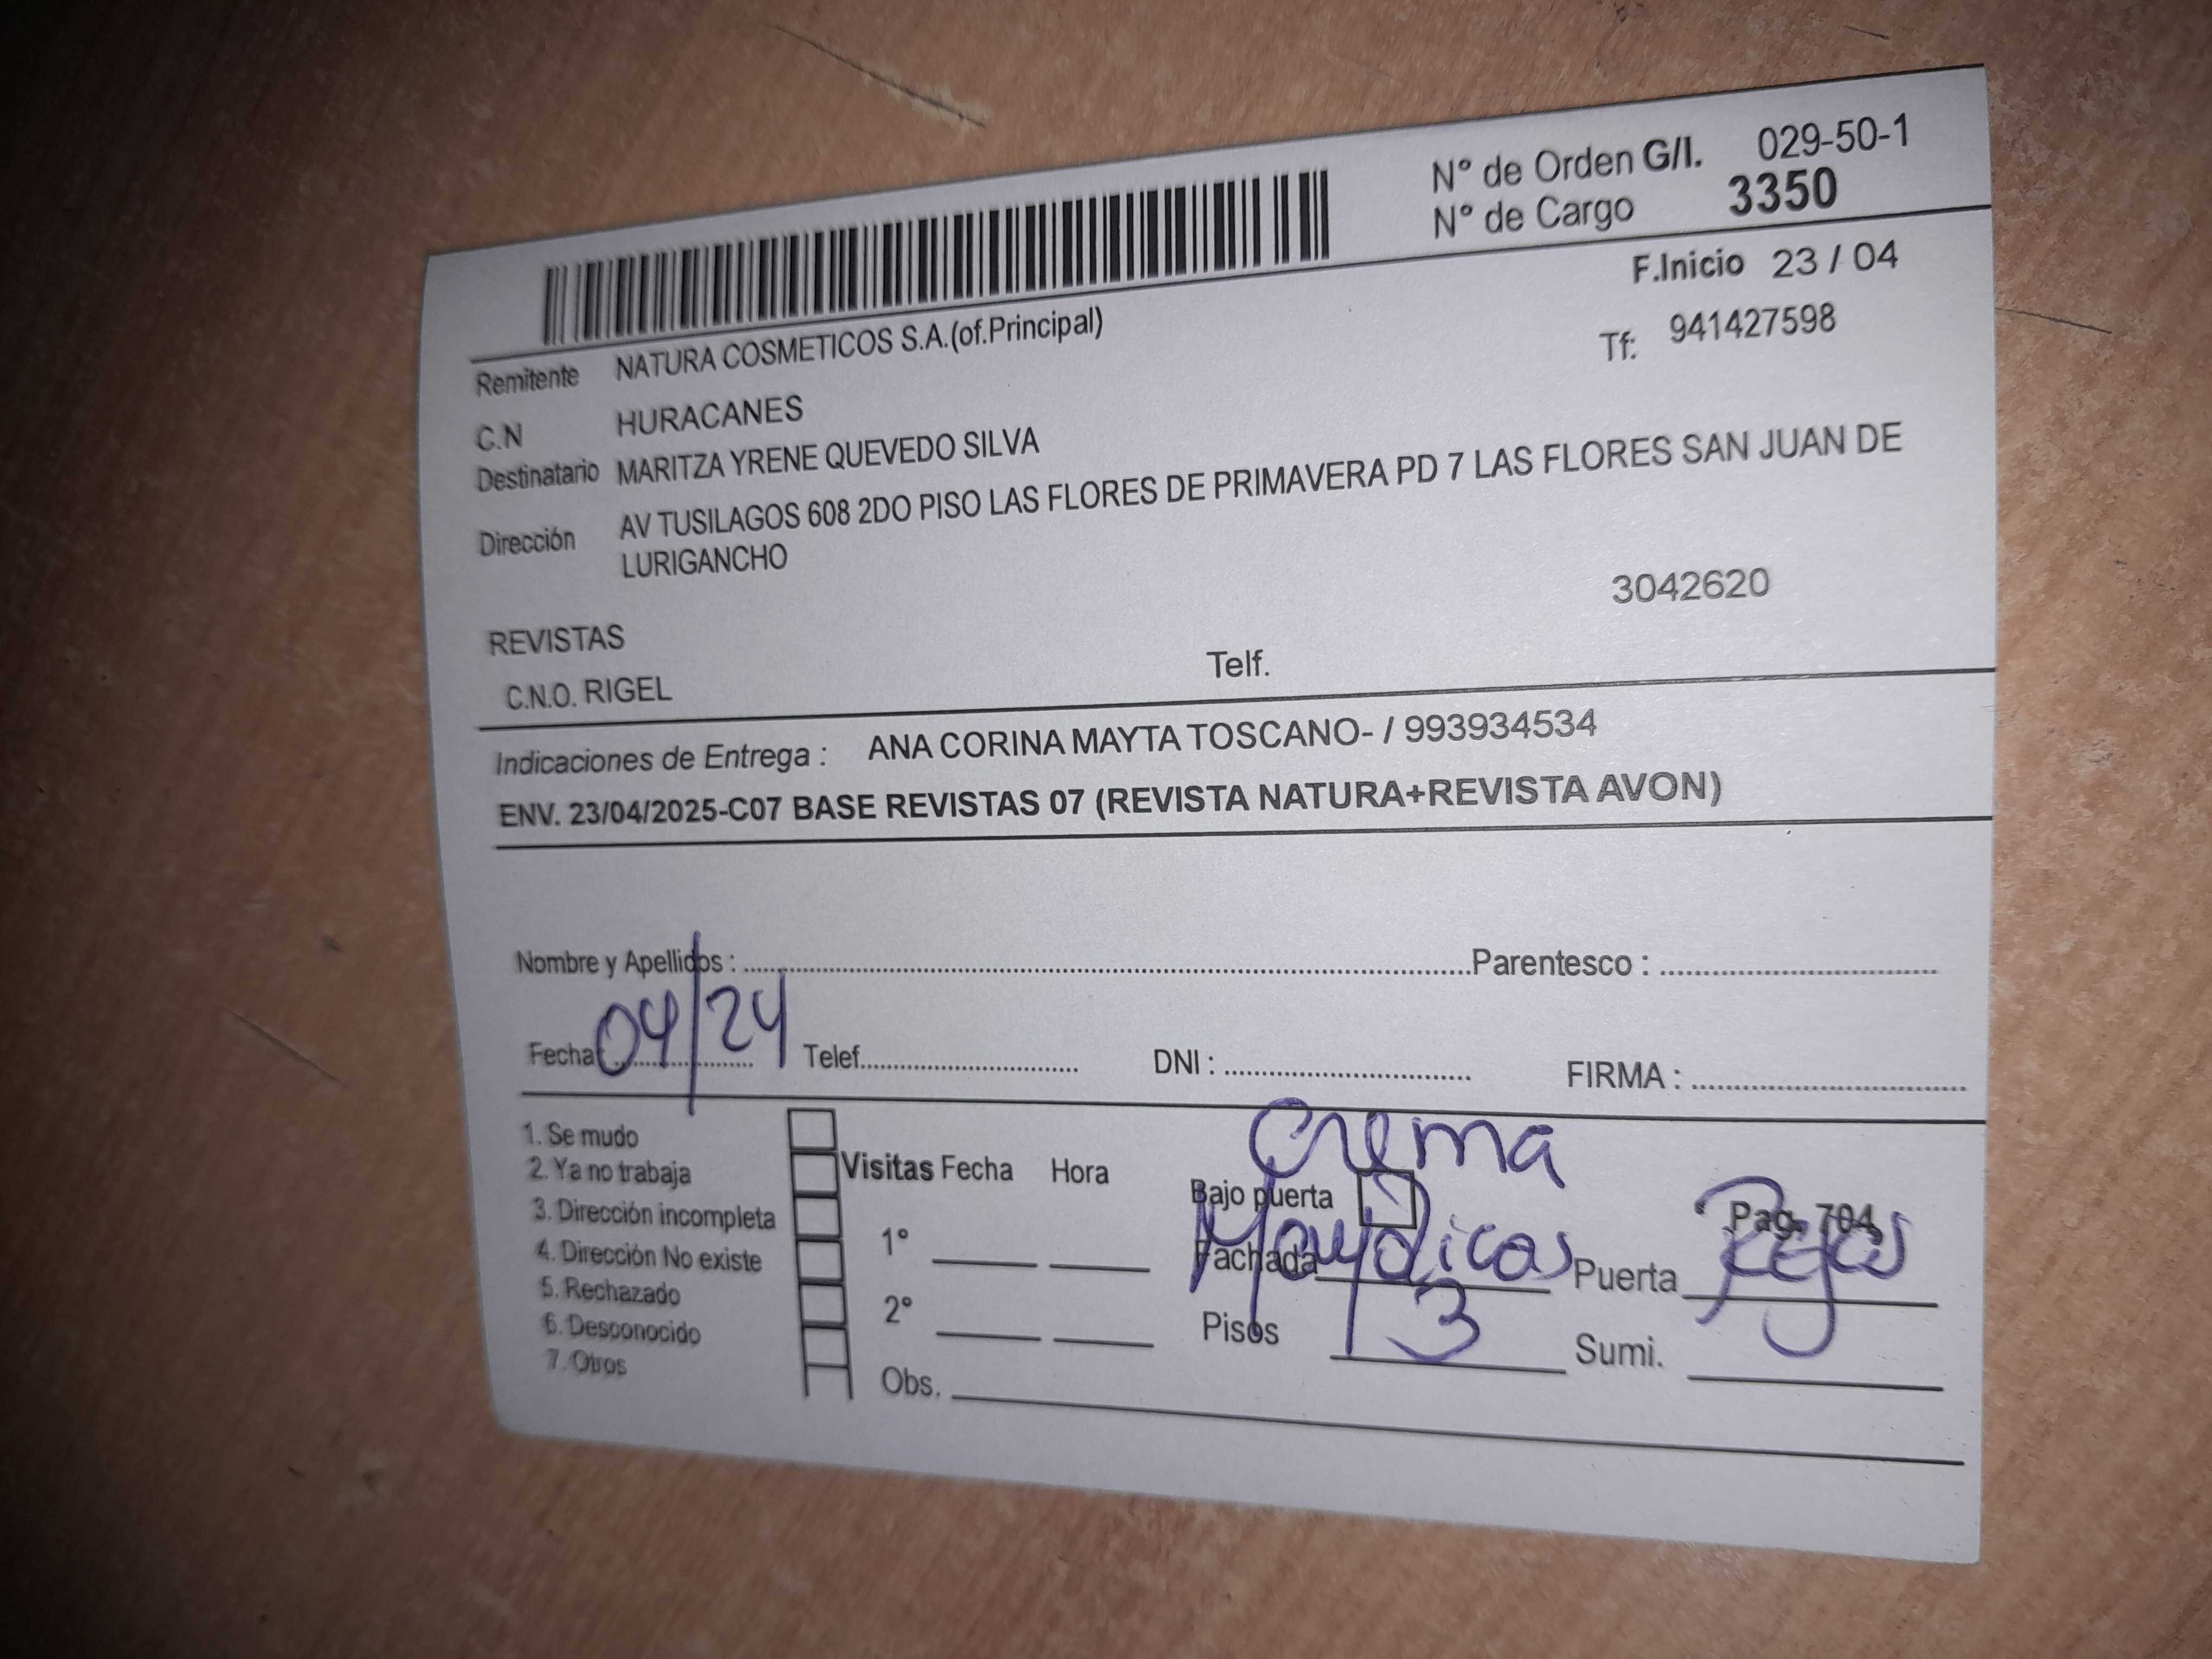 N° de Orden G/I. 029-50-1
N° de Cargo 3350
F.Inicio 23 / 04
Remitente NATURA COSMETICOS S.A.(of.Principal)
Tf: 941427598
C.N HURACANES
Destinatario MARITZA YRENE QUEVEDO SILVA
Dirección AV TUSILAGOS 608 2DO PISO LAS FLORES DE PRIMAVERA PD 7 LAS FLORES SAN JUAN DE
LURIGANCHO
3042620
REVISTAS
Telf.
C.N.O. RIGEL
Indicaciones de Entrega : ANA CORINA MAYTA TOSCANO- / 993934534
ENV. 23/04/2025-C07 BASE REVISTAS 07 (REVISTA NATURA+REVISTA AVON)
Nombre y Apellidos : Parentesco :
Fecha: 04/24 Telef. DNI : FIRMA :
Crema
1. Se mudo
2. Ya no trabaja
3. Dirección incompleta
4. Dirección No existe
5. Rechazado
6. Desconocido
7. Otros
Visitas Fecha Hora
1°
2°
Obs.
Bajo puerta
Pag. 704
Fachada Mayolicas Puerta Rejas
Pisos 3 Sumi.